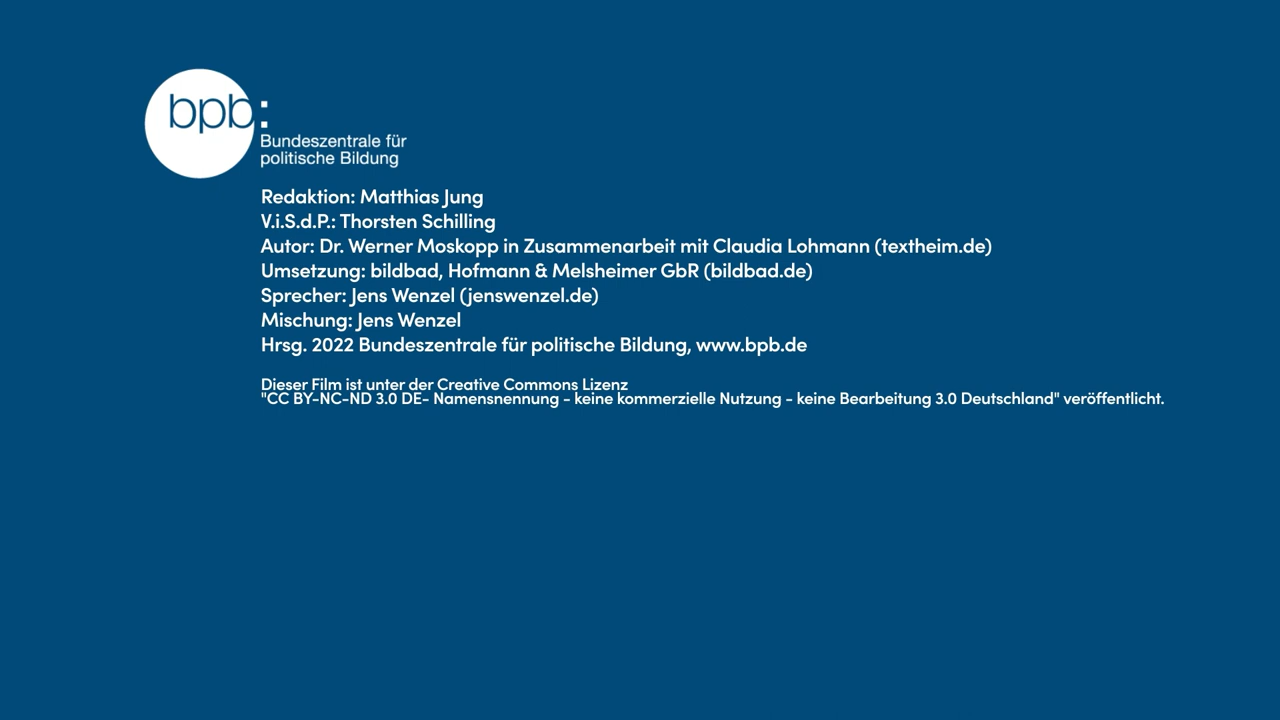 bpb:
Bundeszentrale für
politische Bildung
Redaktion: Matthias Jung
V.i.S.d.P.: Thorsten Schilling
Autor: Dr. Werner Moskopp in Zusammenarbeit mit Claudia Lohmann (textheim.de)
Umsetzung: bildbad, Hofmann & Melsheimer GbR (bildbad.de)
Sprecher: Jens Wenzel (jenswenzel.de)
Mischung: Jens Wenzel
Hrsg. 2022 Bundeszentrale für politische Bildung, www.bpb.de
Dieser Film ist unter der Creative Commons Lizenz
"CC BY-NC-ND 3.0 DE- Namensnennung - keine kommerzielle Nutzung - keine Bearbeitung 3.0 Deutschland" veröffentlicht.